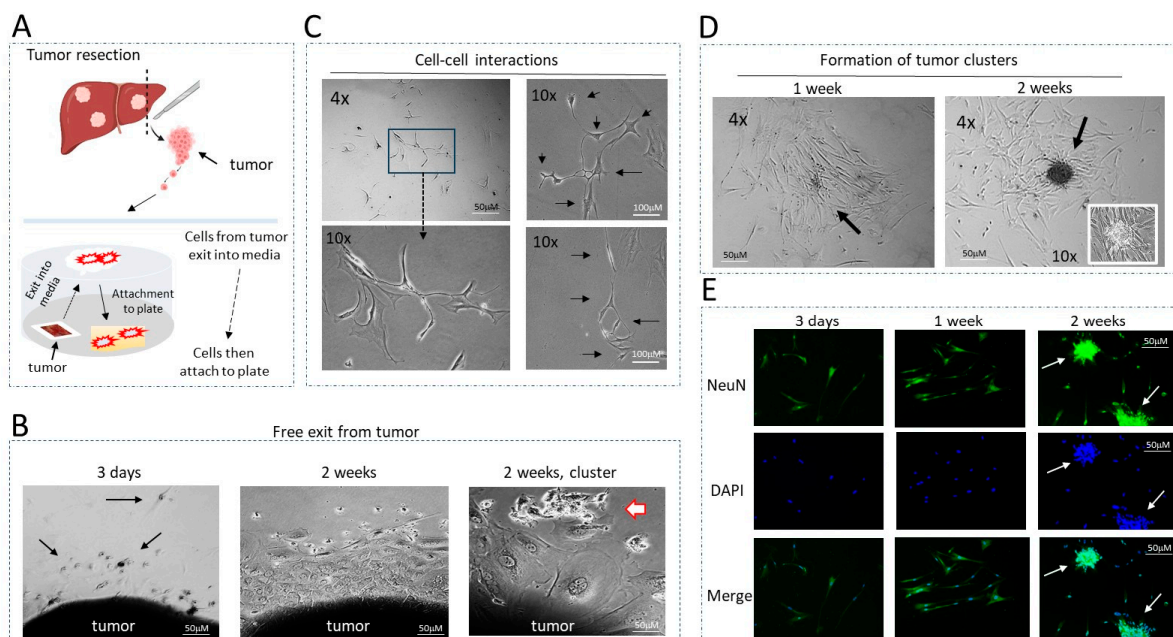 A
Tumor resection
tumor
Cells from tumor
exit into media
Exit into
media
Attachment
to plate
tumor
Cells then
attach to plate
B
Free exit from tumor
3 days
2 weeks
2 weeks, cluster
tumor
50µM
tumor
50µM
tumor
50µM
C
Cell-cell interactions
4x
50µM
10x
100µM
10x
10x
100µM
D
Formation of tumor clusters
1 week
2 weeks
4x
50µM
4x
50µM
10x
E
3 days
1 week
2 weeks
NeuN
50µM
DAPI
50µM
Merge
50µM